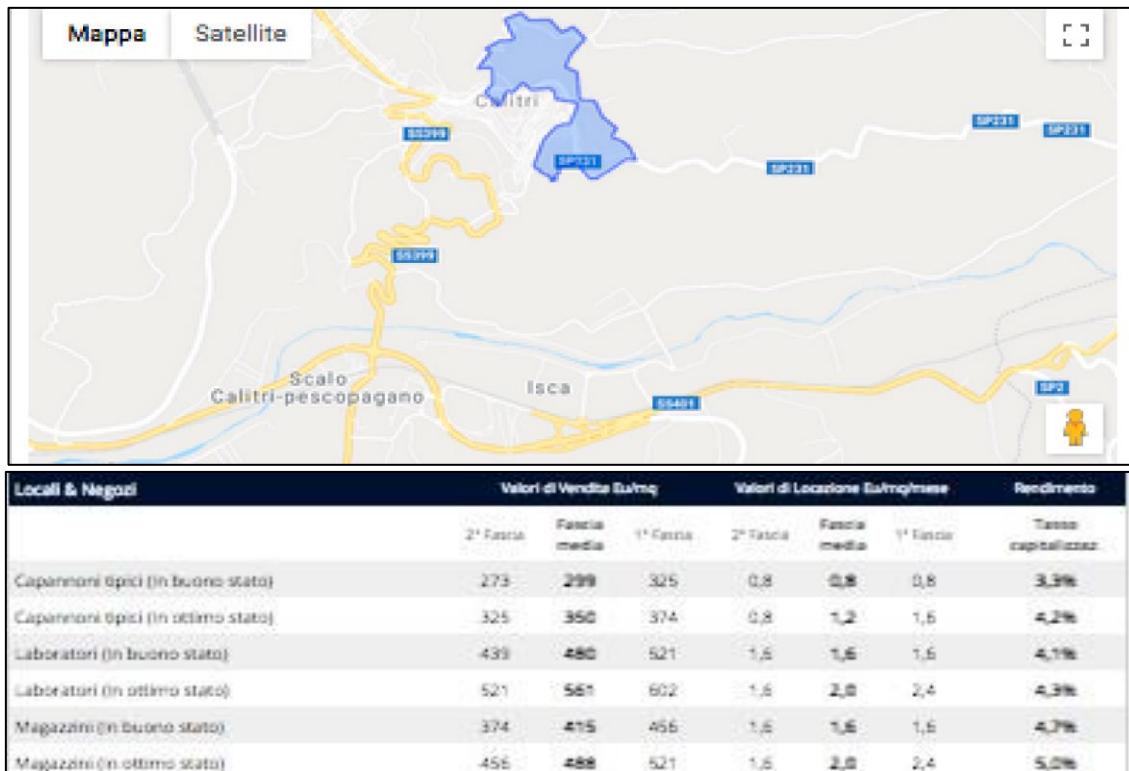 Mappa Satellite
Calitri
SS399
SP231
SP231
SP231
SP231
SS399
Scalo
Calitri-pescopagano
Isca
SS401
SP2
Locali & Negozi Valori di Vendita Eu/mq Valori di Locazione Eu/mq/mese Rendimento
2° Fascia Fascia media 1° Fascia 2° Fascia Fascia media 1° Fascia Tasso capitalizzaz
Capannoni tipici (in buono stato) 273 299 325 0,8 0,8 0,8 3,3%
Capannoni tipici (in ottimo stato) 325 350 374 0,8 1,2 1,6 4,2%
Laboratori (in buono stato) 439 480 521 1,6 1,6 1,6 4,1%
Laboratori (in ottimo stato) 521 561 602 1,6 2,0 2,4 4,3%
Magazzini (in buono stato) 374 415 456 1,6 1,6 1,6 4,7%
Magazzini (in ottimo stato) 456 488 521 1,6 2,0 2,4 5,0%